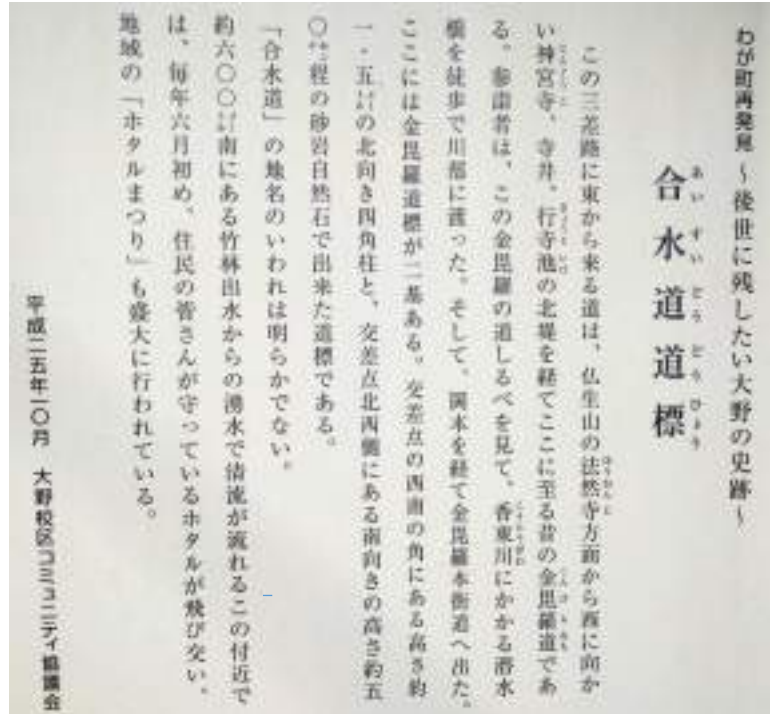 わが町再発見 ~後世に残したい大野の史跡~
合水道道標
あいすいどうどうひょう
この三差路に東から来る道は、仏生山の法然寺方面から西に向か
い神宮寺、寺井、行寺池の北堤を経てここに至る昔の金毘羅道であ
る。参詣者は、この金毘羅の道しるべを見て、香東川にかかる潜水
橋を徒歩で川部に渡った。そして、岡本を経て金毘羅本街道へ出た。
ここには金毘羅道標が二基ある。交差点の西南の角にある高さ約
一・五㍍の北向き四角柱と、交差点北西側にある南向きの高さ約五
〇㌢程の砂岩自然石で出来た道標である。
「合水道」の地名のいわれは明らかでない。
約六〇〇㍍南にある竹林出水からの湧水で清流が流れるこの付近で
は、毎年六月初め、住民の皆さんが守っているホタルが飛び交い、
地域の「ホタルまつり」も盛大に行われている。
平成二五年一〇月 大野校区コミュニティ協議会